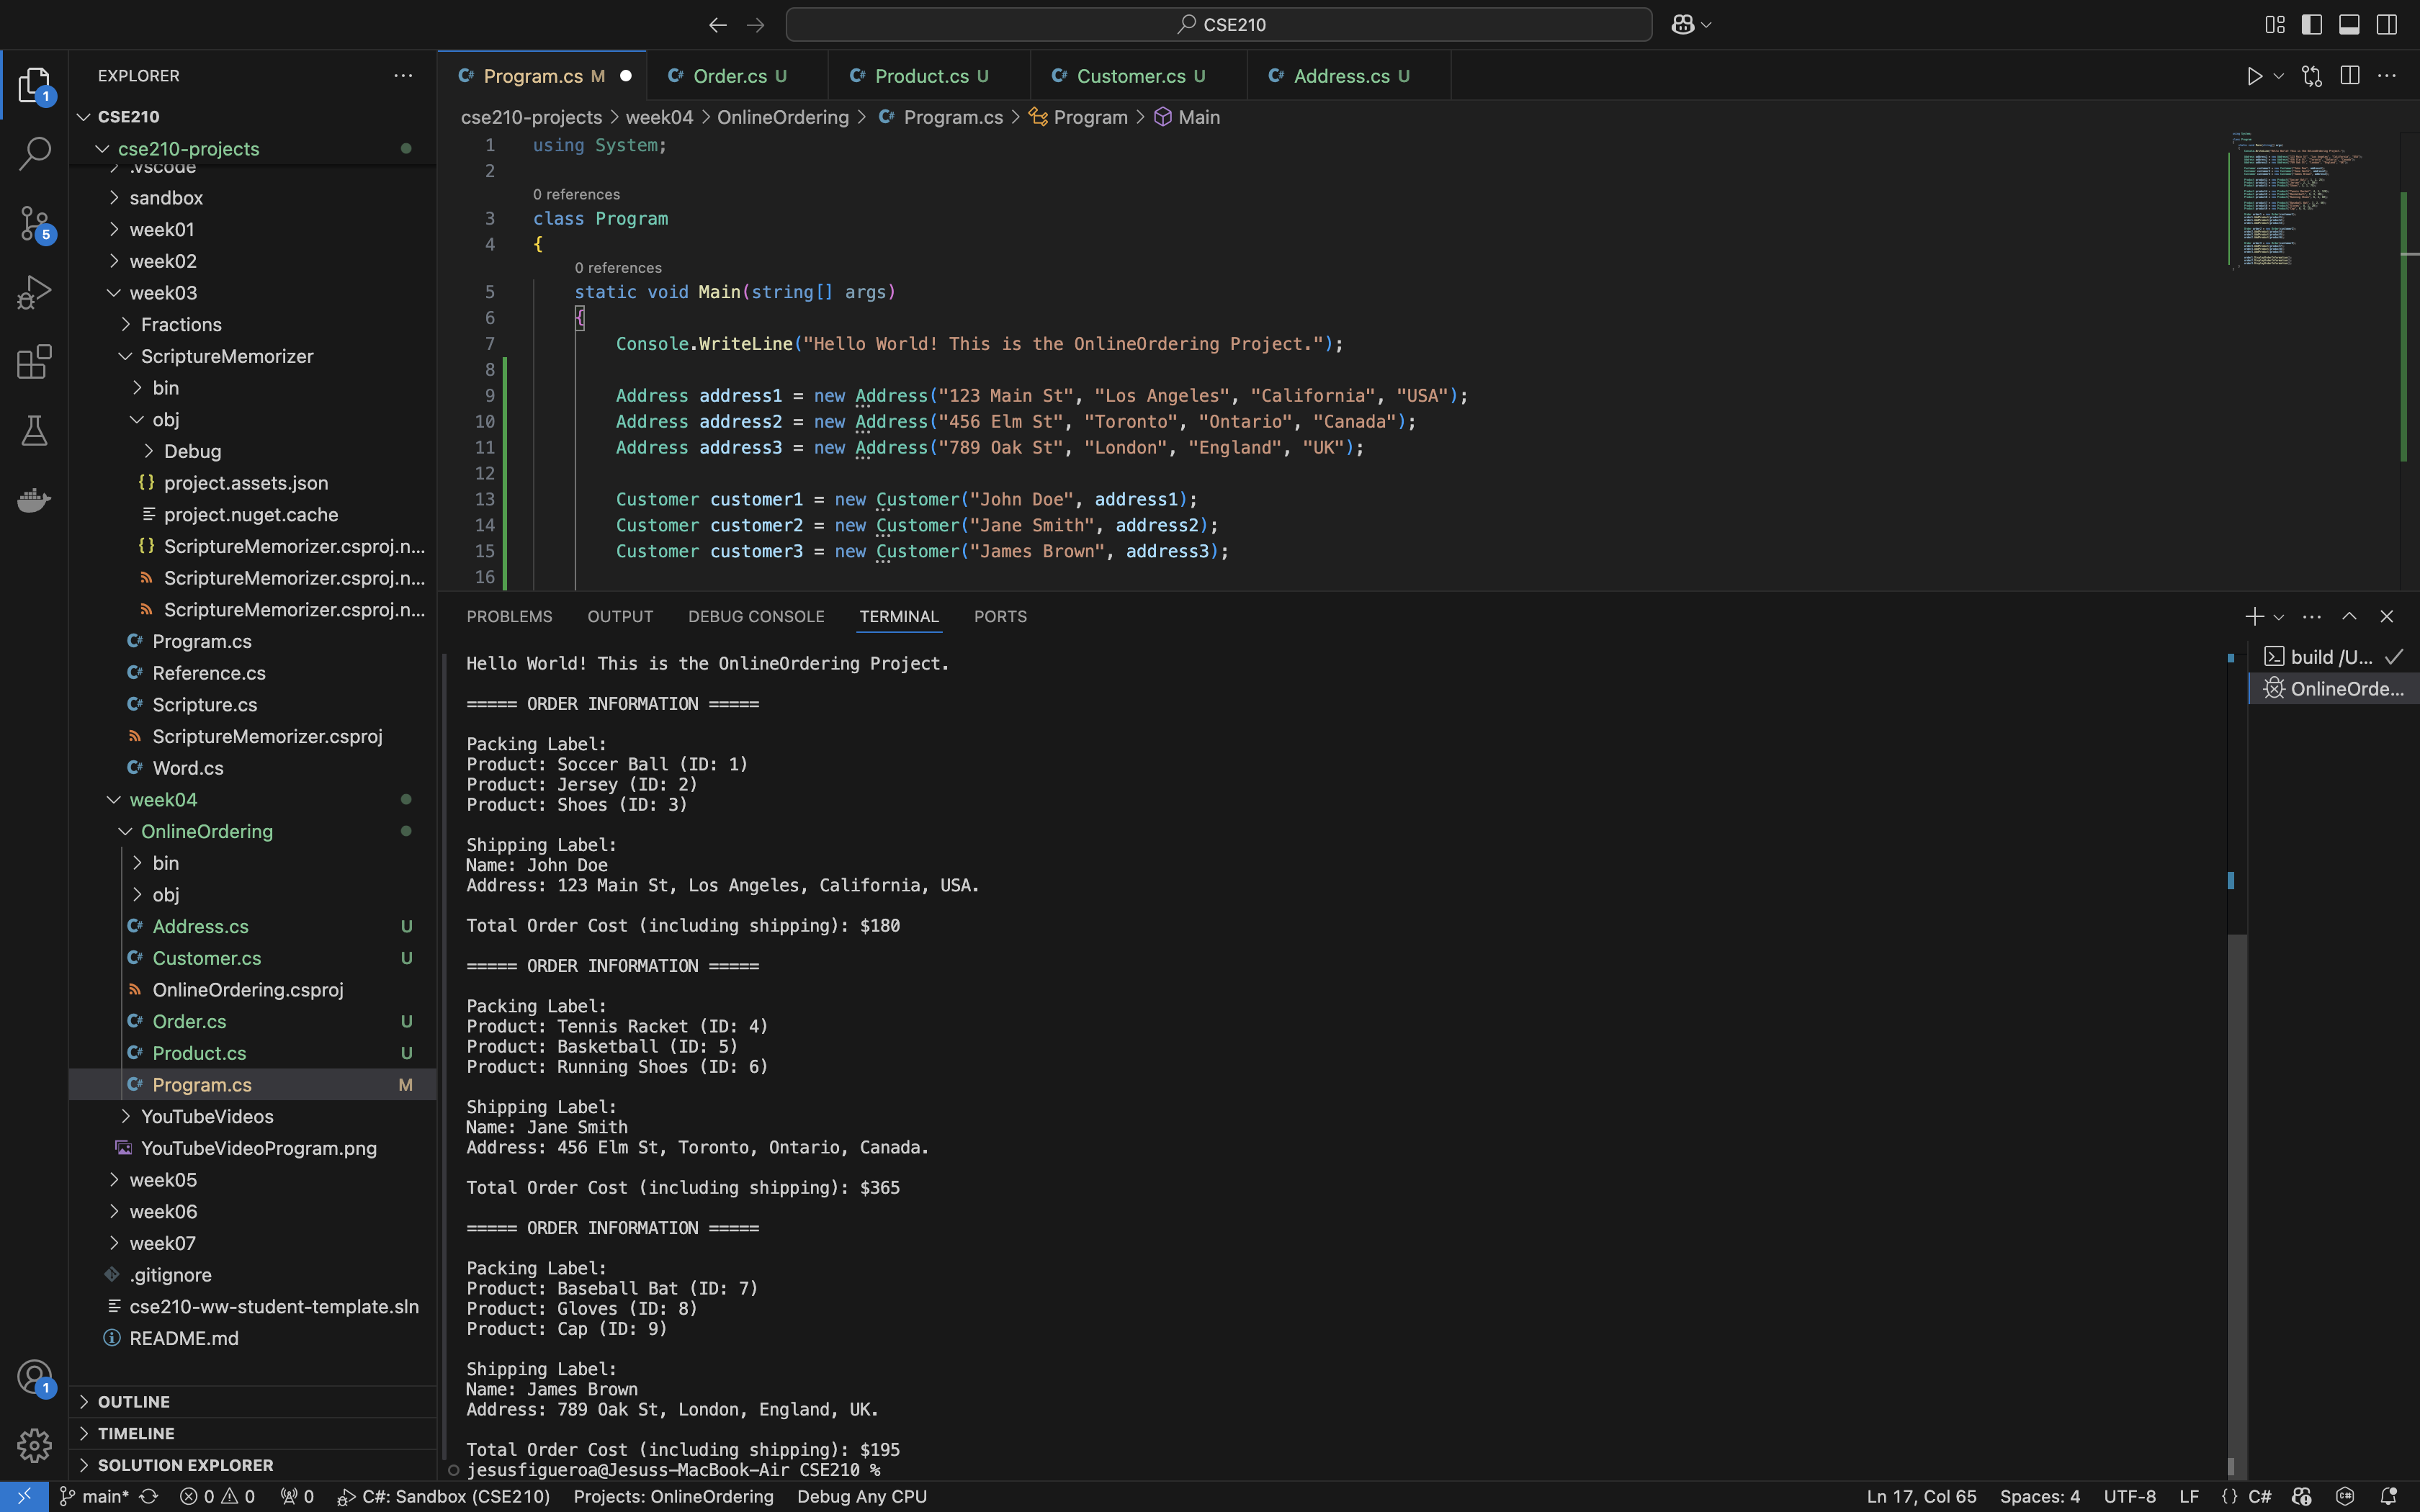 CSE210
EXPLORER
CSE210
cse210-projects
.vscode
sandbox
week01
week02
week03
Fractions
ScriptureMemorizer
bin
obj
Debug
project.assets.json
project.nuget.cache
ScriptureMemorizer.csproj.n...
ScriptureMemorizer.csproj.n...
ScriptureMemorizer.csproj.n...
Program.cs
Reference.cs
Scripture.cs
ScriptureMemorizer.csproj
Word.cs
week04
OnlineOrdering
bin
obj
Address.cs U
Customer.cs U
OnlineOrdering.csproj
Order.cs U
Product.cs U
Program.cs M
YouTubeVideos
YouTubeVideoProgram.png
week05
week06
week07
.gitignore
cse210-ww-student-template.sln
README.md
OUTLINE
TIMELINE
SOLUTION EXPLORER
1
5
1
Program.cs M Order.cs U Product.cs U Customer.cs U Address.cs U
cse210-projects > week04 > OnlineOrdering > Program.cs > Program > Main
1 using System;
2
0 references
3 class Program
4 {
0 references
5 static void Main(string[] args)
6 {
7 Console.WriteLine("Hello World! This is the OnlineOrdering Project.");
8
9 Address address1 = new Address("123 Main St", "Los Angeles", "California", "USA");
10 Address address2 = new Address("456 Elm St", "Toronto", "Ontario", "Canada");
11 Address address3 = new Address("789 Oak St", "London", "England", "UK");
12
13 Customer customer1 = new Customer("John Doe", address1);
14 Customer customer2 = new Customer("Jane Smith", address2);
15 Customer customer3 = new Customer("James Brown", address3);
16
PROBLEMS OUTPUT DEBUG CONSOLE TERMINAL PORTS
build /U...
OnlineOrde...
Hello World! This is the OnlineOrdering Project.
===== ORDER INFORMATION =====
Packing Label:
Product: Soccer Ball (ID: 1)
Product: Jersey (ID: 2)
Product: Shoes (ID: 3)
Shipping Label:
Name: John Doe
Address: 123 Main St, Los Angeles, California, USA.
Total Order Cost (including shipping): $180
===== ORDER INFORMATION =====
Packing Label:
Product: Tennis Racket (ID: 4)
Product: Basketball (ID: 5)
Product: Running Shoes (ID: 6)
Shipping Label:
Name: Jane Smith
Address: 456 Elm St, Toronto, Ontario, Canada.
Total Order Cost (including shipping): $365
===== ORDER INFORMATION =====
Packing Label:
Product: Baseball Bat (ID: 7)
Product: Gloves (ID: 8)
Product: Cap (ID: 9)
Shipping Label:
Name: James Brown
Address: 789 Oak St, London, England, UK.
Total Order Cost (including shipping): $195
jesusfigueroa@Jesuss-MacBook-Air CSE210 %
main* 0 0 0 C#: Sandbox (CSE210) Projects: OnlineOrdering Debug Any CPU Ln 17, Col 65 Spaces: 4 UTF-8 LF {} C#